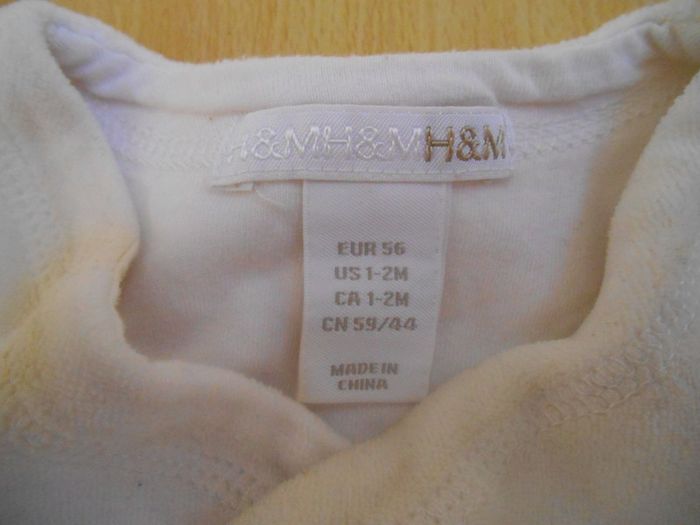 H&MH&MH&M
EUR 56
US 1-2M
CA 1-2M
CN 59/44
MADE IN
CHINA